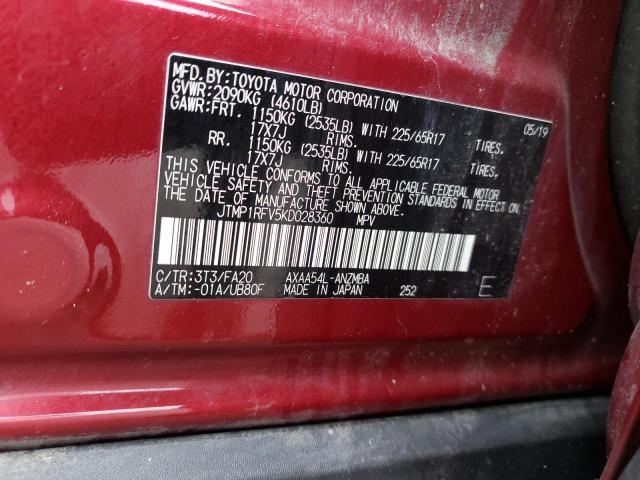 MFD. BY: TOYOTA MOTOR CORPORATION 05/19
GVWR: 2090KG (4610LB)
GAWR: FRT. 1150KG (2535LB) WITH 225/65R17 TIRES.
17X7J RIMS.
RR. 1150KG (2535LB) WITH 225/65R17 TIRES.
17X7J RIMS.
THIS VEHICLE CONFORMS TO ALL APPLICABLE FEDERAL MOTOR
VEHICLE SAFETY AND THEFT PREVENTION STANDARDS IN EFFECT ON
THE DATE OF MANUFACTURE SHOWN ABOVE.
JTMP1RFV5KD028360 MPV
C/TR: 3T3/FA20 AXAA54L-ANZMBA
A/TM: -01A/UB80F MADE IN JAPAN 252 E